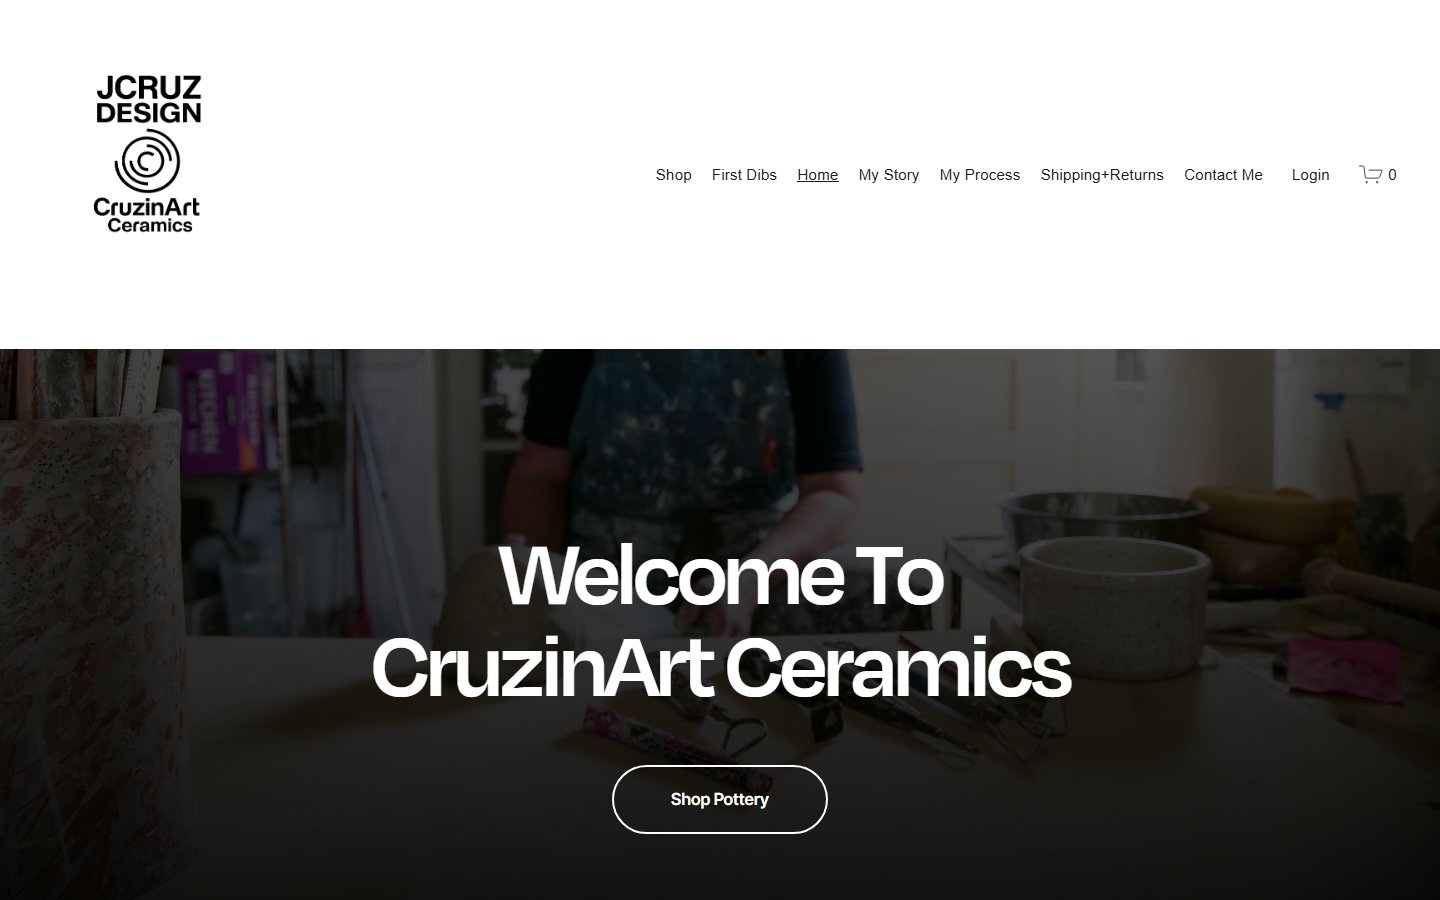 JCRUZ
DESIGN
CruzinArt
Ceramics
Shop First Dibs Home My Story My Process Shipping+Returns Contact Me Login 0
KITCHEN
Welcome To
CruzinArt Ceramics
Shop Pottery